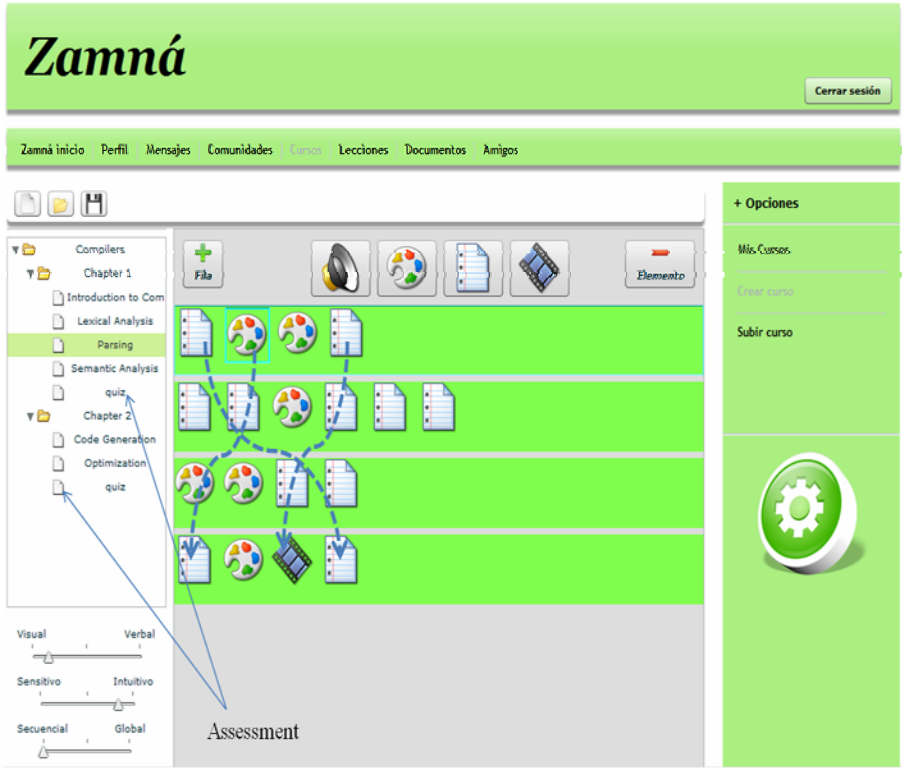 Zamná
Cerrar sesión
Zamná inicio Perfil Mensajes Comunidades Cursos Lecciones Documentos Amigos
+ Opciones
Mis Cursos
Crear curso
Subir curso
Compilers
Chapter 1
Introduction to Com
Lexical Analysis
Parsing
Semantic Analysis
quiz
Chapter 2
Code Generation
Optimization
quiz
Fila
Elemento
Visual Verbal
Sensitivo Intuitivo
Secuencial Global
Assessment